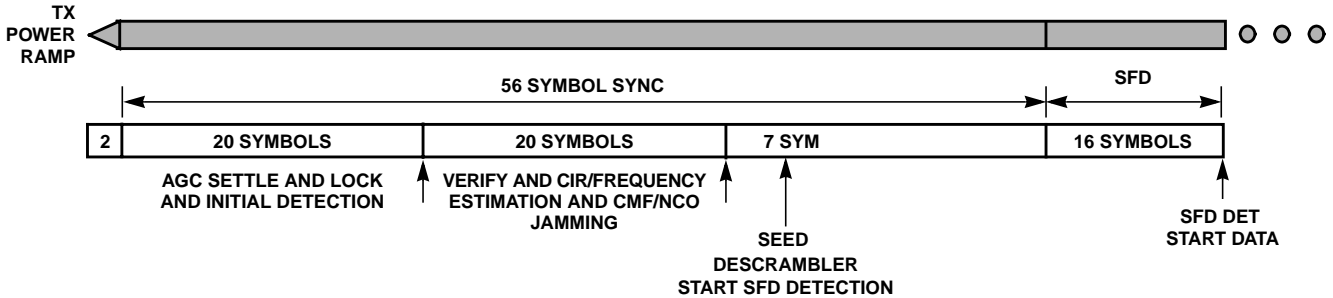 TX
POWER
RAMP
56 SYMBOL SYNC
SFD
2
20 SYMBOLS
20 SYMBOLS
7 SYM
16 SYMBOLS
AGC SETTLE AND LOCK
AND INITIAL DETECTION
VERIFY AND CIR/FREQUENCY
ESTIMATION AND CMF/NCO
JAMMING
SEED
DESCRAMBLER
START SFD DETECTION
SFD DET
START DATA